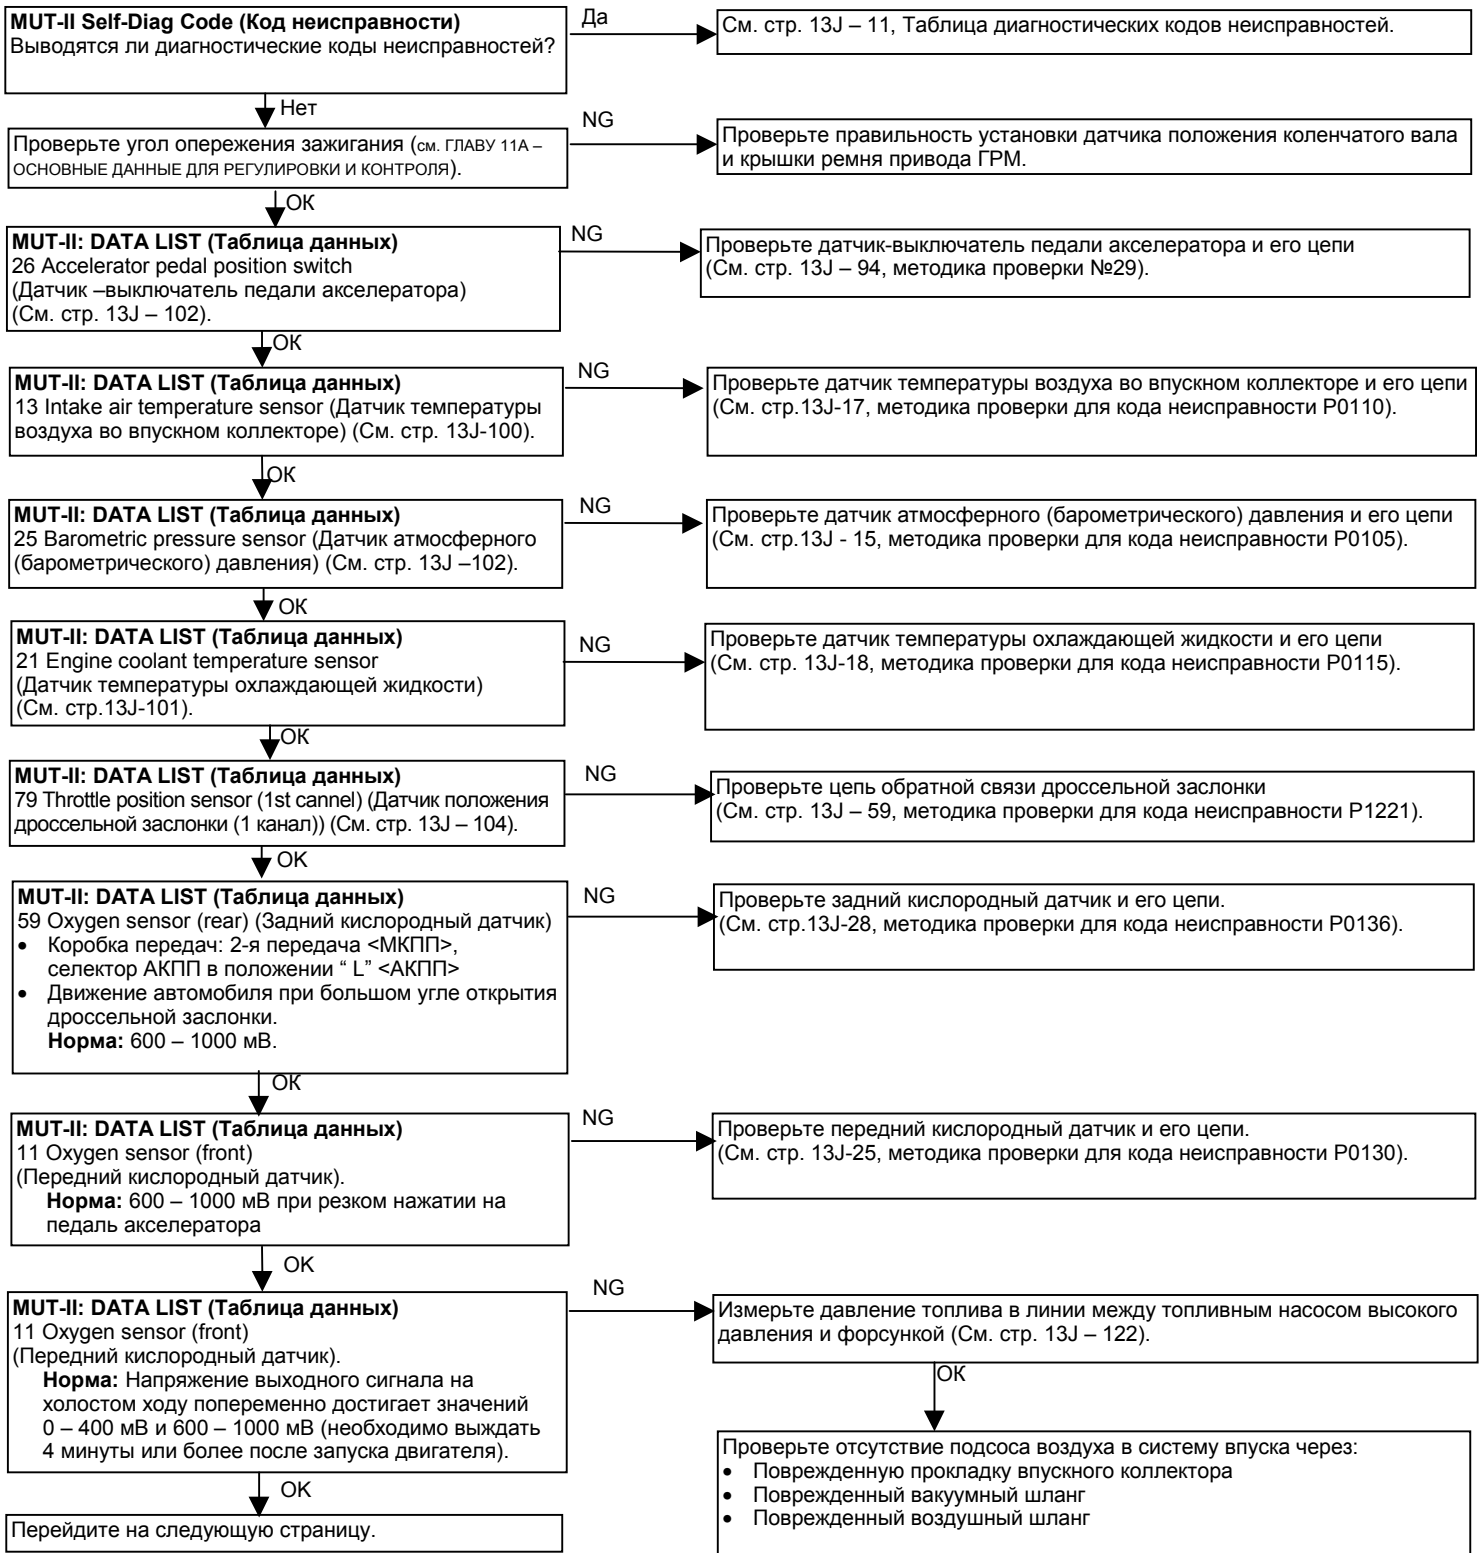 MUT-II Self-Diag Code (Код неисправности)
Выводятся ли диагностические коды неисправностей?
Да
См. стр. 13J – 11, Таблица диагностических кодов неисправностей.
Нет
Проверьте угол опережения зажигания (см. ГЛАВУ 11А –
ОСНОВНЫЕ ДАННЫЕ ДЛЯ РЕГУЛИРОВКИ И КОНТРОЛЯ).
NG
Проверьте правильность установки датчика положения коленчатого вала
и крышки ремня привода ГРМ.
ОК
MUT-II: DATA LIST (Таблица данных)
26 Accelerator pedal position switch
(Датчик –выключатель педали акселератора)
(См. стр. 13J – 102).
NG
Проверьте датчик-выключатель педали акселератора и его цепи
(См. стр. 13J – 94, методика проверки №29).
ОК
MUT-II: DATA LIST (Таблица данных)
13 Intake air temperature sensor (Датчик температуры
воздуха во впускном коллекторе) (См. стр. 13J-100).
NG
Проверьте датчик температуры воздуха во впускном коллекторе и его цепи
(См. стр.13J-17, методика проверки для кода неисправности P0110).
ОК
MUT-II: DATA LIST (Таблица данных)
25 Barometric pressure sensor (Датчик атмосферного
(барометрического) давления) (См. стр. 13J –102).
NG
Проверьте датчик атмосферного (барометрического) давления и его цепи
(См. стр.13J - 15, методика проверки для кода неисправности P0105).
ОК
MUT-II: DATA LIST (Таблица данных)
21 Engine coolant temperature sensor
(Датчик температуры охлаждающей жидкости)
(См. стр.13J-101).
NG
Проверьте датчик температуры охлаждающей жидкости и его цепи
(См. стр. 13J-18, методика проверки для кода неисправности P0115).
ОК
MUT-II: DATA LIST (Таблица данных)
79 Throttle position sensor (1st cannel) (Датчик положения
дроссельной заслонки (1 канал)) (См. стр. 13J – 104).
NG
Проверьте цепь обратной связи дроссельной заслонки
(См. стр. 13J – 59, методика проверки для кода неисправности P1221).
OK
MUT-II: DATA LIST (Таблица данных)
59 Oxygen sensor (rear) (Задний кислородный датчик)
• Коробка передач: 2-я передача <МКПП>,
селектор АКПП в положении “ L” <АКПП>
• Движение автомобиля при большом угле открытия
дроссельной заслонки.
Норма: 600 – 1000 мВ.
NG
Проверьте задний кислородный датчик и его цепи.
(См. стр.13J-28, методика проверки для кода неисправности P0136).
ОК
MUT-II: DATA LIST (Таблица данных)
11 Oxygen sensor (front)
(Передний кислородный датчик).
Норма: 600 – 1000 мВ при резком нажатии на
педаль акселератора
NG
Проверьте передний кислородный датчик и его цепи.
(См. стр. 13J-25, методика проверки для кода неисправности P0130).
OK
MUT-II: DATA LIST (Таблица данных)
11 Oxygen sensor (front)
(Передний кислородный датчик).
Норма: Напряжение выходного сигнала на
холостом ходу попеременно достигает значений
0 – 400 мВ и 600 – 1000 мВ (необходимо выждать
4 минуты или более после запуска двигателя).
NG
Измерьте давление топлива в линии между топливным насосом высокого
давления и форсункой (См. стр. 13J – 122).
ОК
Проверьте отсутствие подсоса воздуха в систему впуска через:
• Поврежденную прокладку впускного коллектора
• Поврежденный вакуумный шланг
• Поврежденный воздушный шланг
OK
Перейдите на следующую страницу.